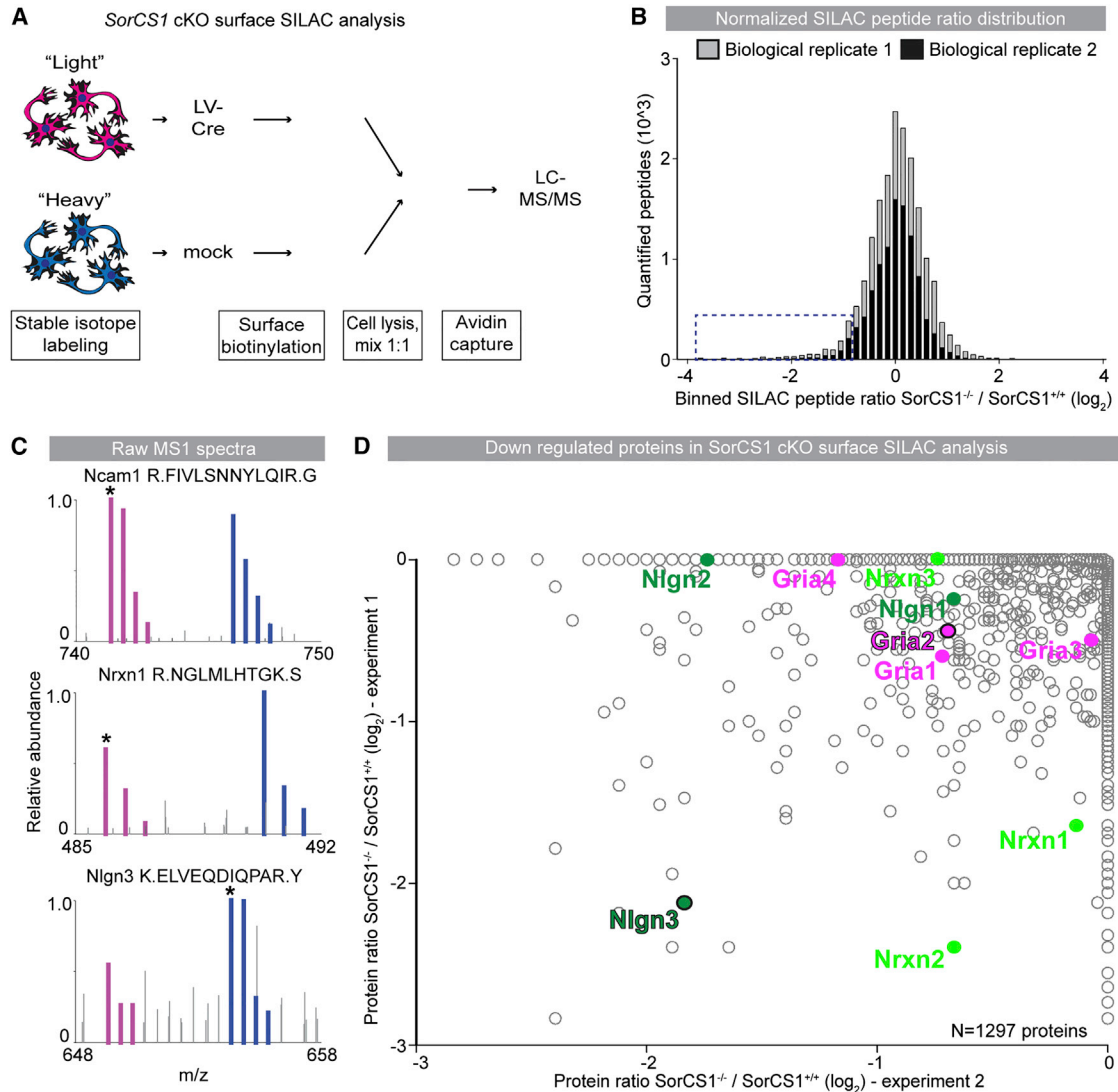 A
SorCS1 cKO surface SILAC analysis
"Light"
LV-
Cre
"Heavy"
mock
LC-
MS/MS
Stable isotope
labeling
Surface
biotinylation
Cell lysis,
mix 1:1
Avidin
capture
B
Normalized SILAC peptide ratio distribution
Biological replicate 1
Biological replicate 2
Quantified peptides (10^3)
3
2
1
0
-4
-2
0
2
4
Binned SILAC peptide ratio SorCS1-/- / SorCS1+/+ (log2)
C
Raw MS1 spectra
Ncam1 R.FIVLSNNYLQIR.G
1.0
*
0
740
750
Nrxn1 R.NGLMLHTGK.S
1.0
*
0
485
492
Nlgn3 K.ELVEQDIQPAR.Y
1.0
*
0
648
658
Relative abundance
m/z
D
Down regulated proteins in SorCS1 cKO surface SILAC analysis
Protein ratio SorCS1-/- / SorCS1+/+ (log2) - experiment 1
0
-1
-2
-3
Nlgn2
Gria4
Nrxn3
Nlgn1
Gria2
Gria3
Gria1
Nrxn1
Nlgn3
Nrxn2
N=1297 proteins
-3
-2
-1
0
Protein ratio SorCS1-/- / SorCS1+/+ (log2) - experiment 2